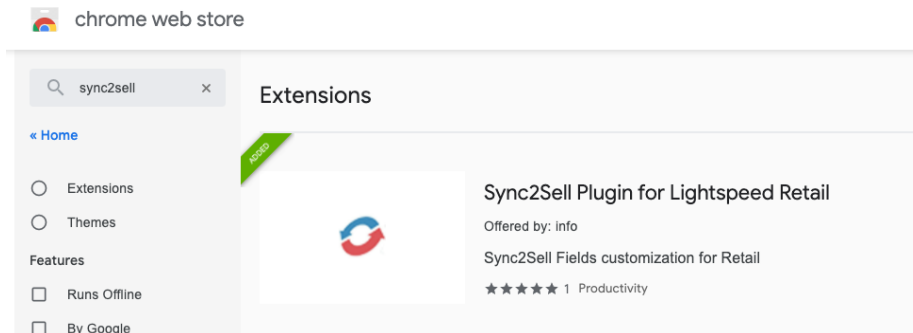 chrome web store
sync2sell
×
« Home
Extensions
Themes
Features
Runs Offline
By Google
Extensions
ADDED
Sync2Sell Plugin for Lightspeed Retail
Offered by: info
Sync2Sell Fields customization for Retail
★★★★★ 1 Productivity